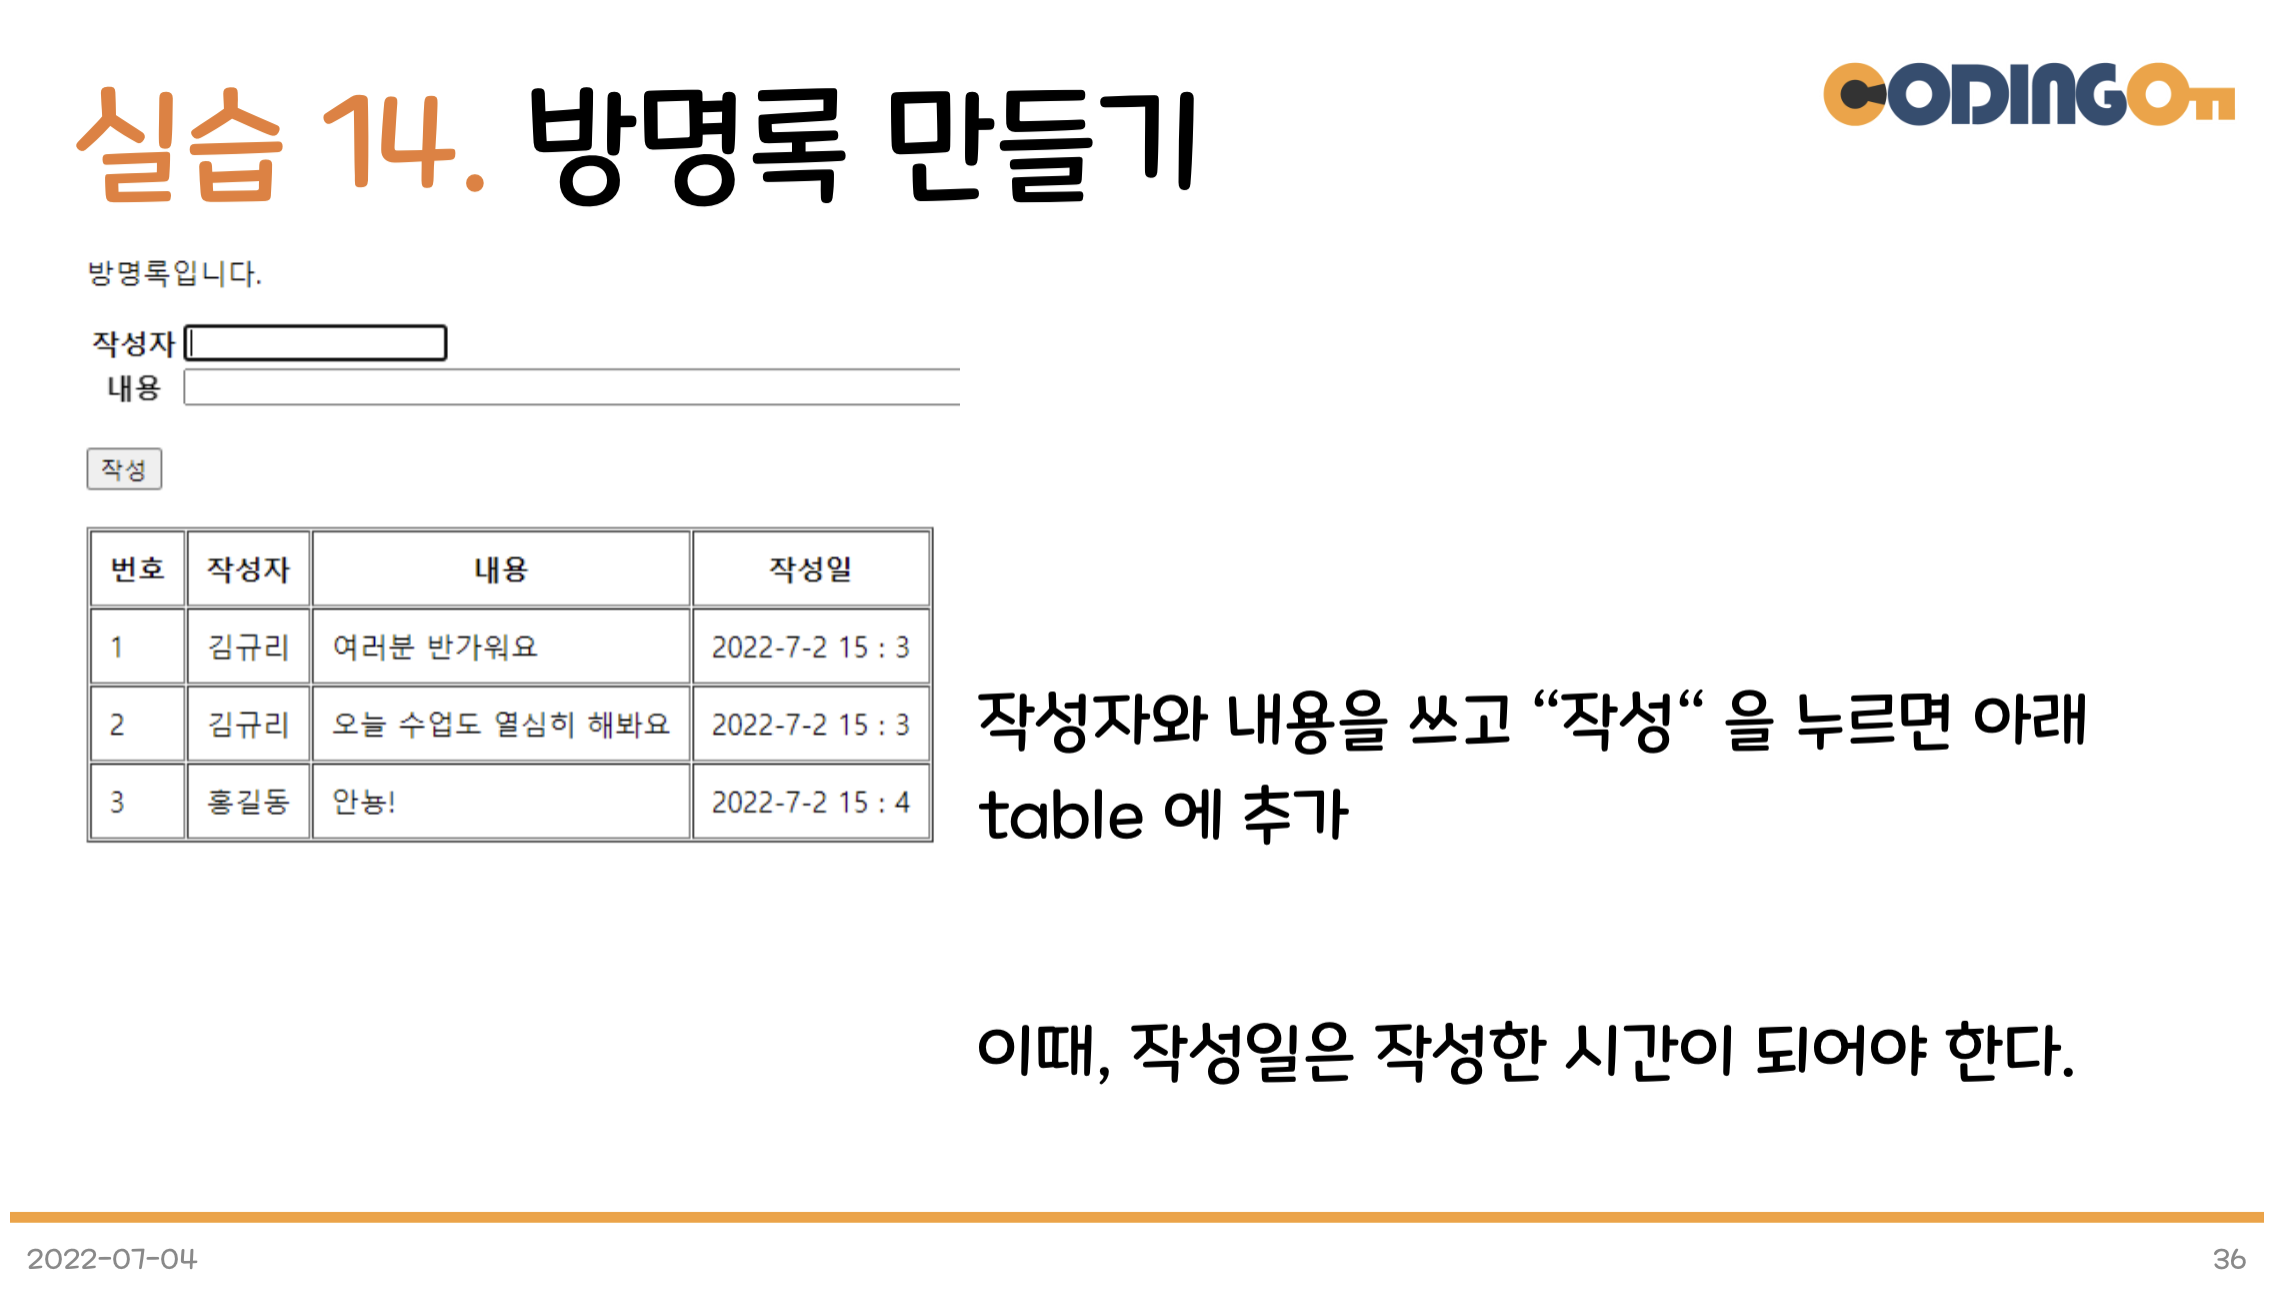 실습 14. 방명록 만들기
CODINGOn
방명록입니다.
작성자
내용
작성
번호 작성자 내용 작성일
1 김규리 여러분 반가워요 2022-7-2 15 : 3
2 김규리 오늘 수업도 열심히 해봐요 2022-7-2 15 : 3
3 홍길동 안뇽! 2022-7-2 15 : 4
작성자와 내용을 쓰고 “작성“ 을 누르면 아래
table 에 추가
이때, 작성일은 작성한 시간이 되어야 한다.
2022-07-04
36